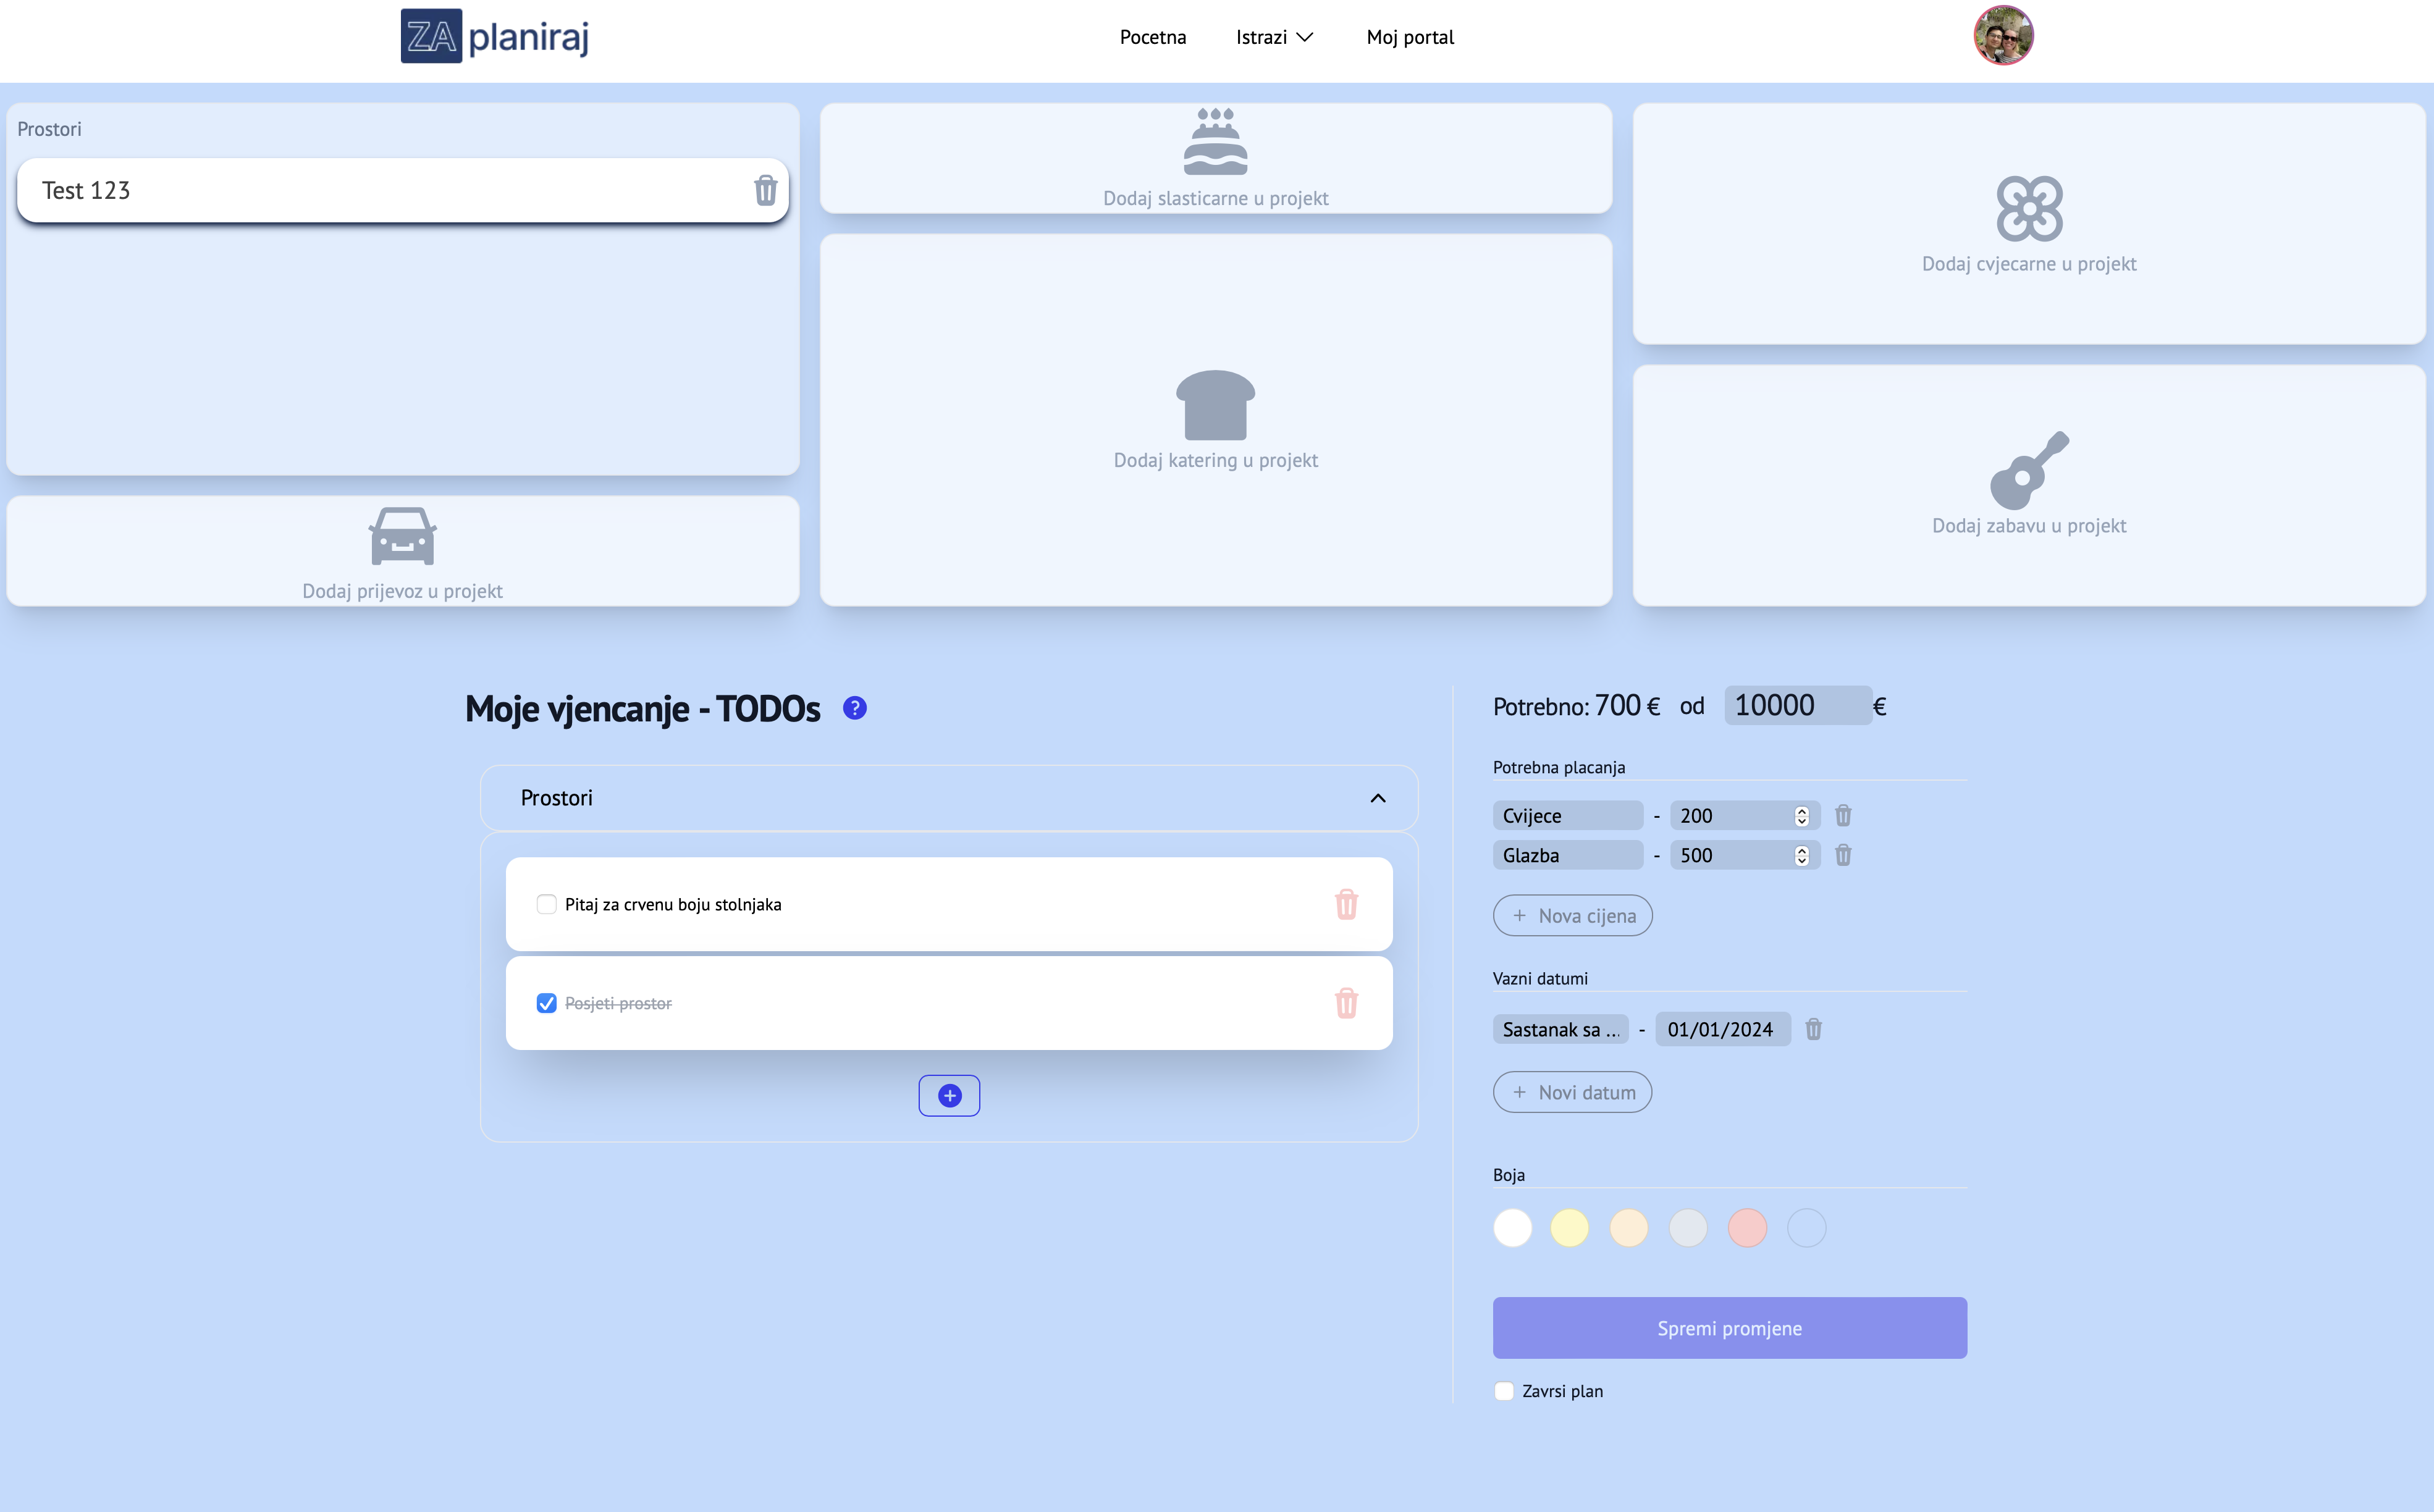 ZA planiraj
Pocetna
Istrazi
Moj portal
Prostori
Test 123
Dodaj slasticarne u projekt
Dodaj cvjecarne u projekt
Dodaj katering u projekt
Dodaj zabavu u projekt
Dodaj prijevoz u projekt
Moje vjencanje - TODOs ?
Prostori
Pitaj za crvenu boju stolnjaka
Posjeti prostor
Potrebno: 700 € od 10000 €
Potrebna placanja
Cvijece - 200
Glazba - 500
+ Nova cijena
Vazni datumi
Sastanak sa ... - 01/01/2024
+ Novi datum
Boja
Spremi promjene
Zavrsi plan